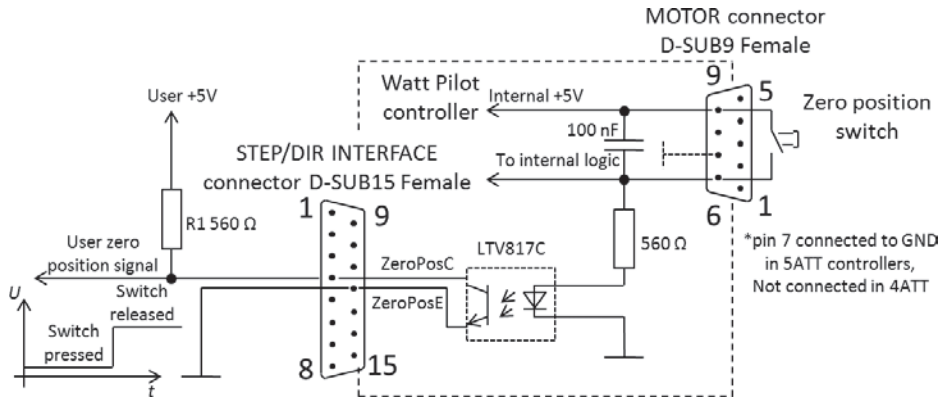 MOTOR connector
D-SUB9 Female
Watt Pilot
controller
Internal +5V
9
5
Zero position
switch
User +5V
100 nF
To internal logic
STEP/DIR INTERFACE
connector D-SUB15 Female
6
1
1
9
R1 560 Ω
560 Ω
LTV817C
*pin 7 connected to GND
in 5ATT controllers,
Not connected in 4ATT
User zero
position signal
ZeroPosC
U
Switch
released
ZeroPosE
Switch
pressed
8
15
t